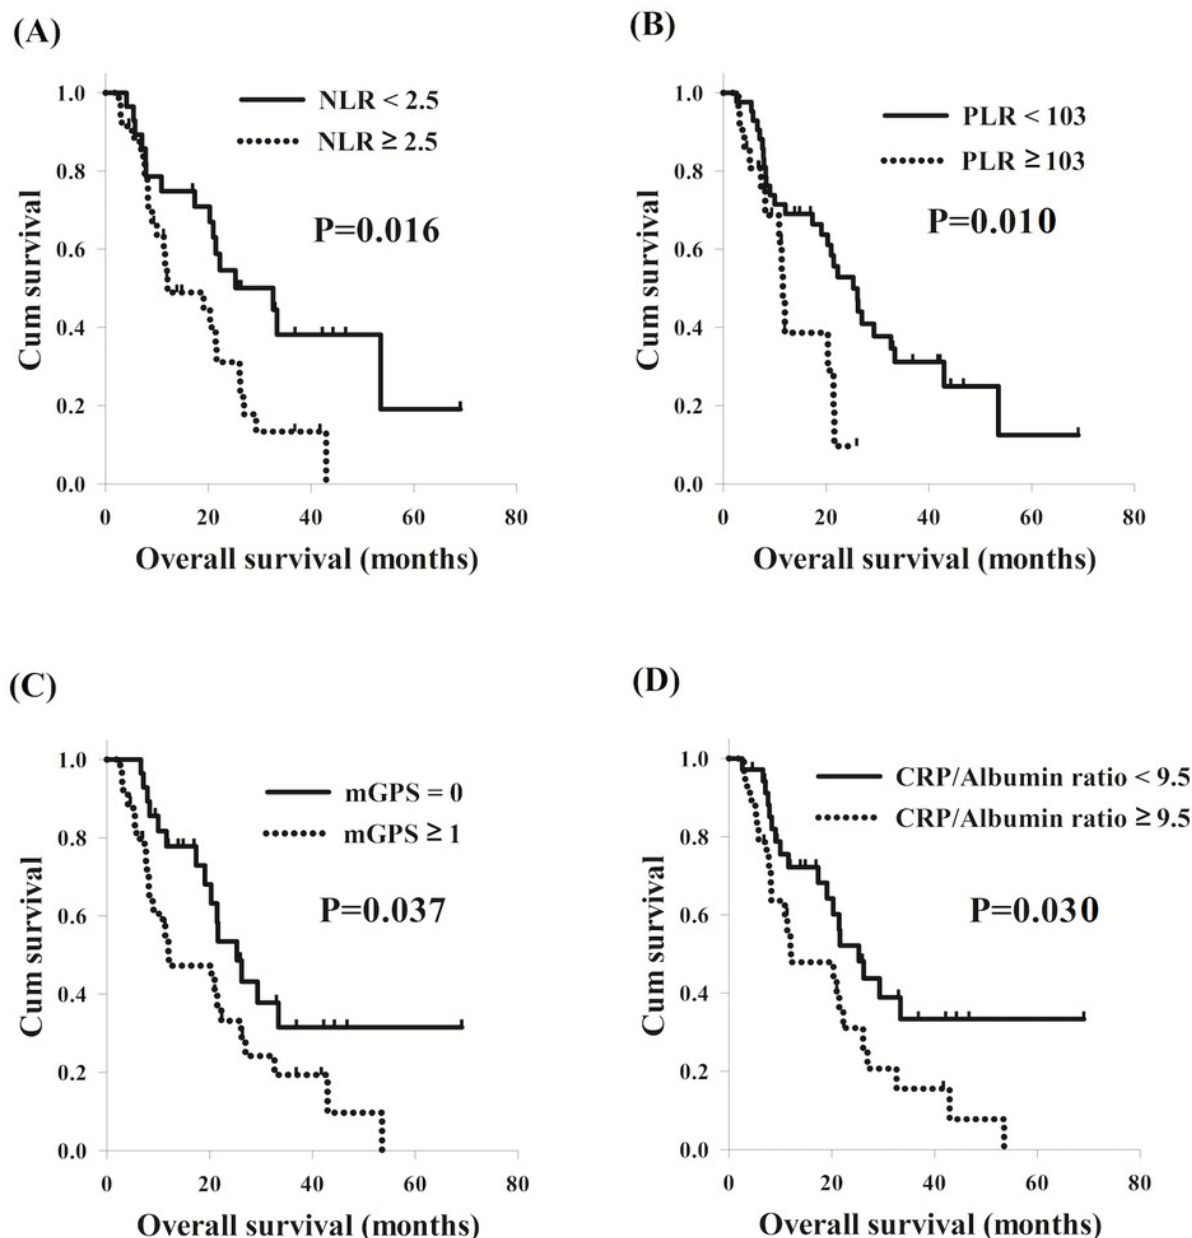 (A)
NLR < 2.5
NLR ≥ 2.5
P=0.016
Cum survival
1.0
0.8
0.6
0.4
0.2
0.0
0 20 40 60 80
Overall survival (months)
(B)
PLR < 103
PLR ≥ 103
P=0.010
Cum survival
1.0
0.8
0.6
0.4
0.2
0.0
0 20 40 60 80
Overall survival (months)
(C)
mGPS = 0
mGPS ≥ 1
P=0.037
Cum survival
1.0
0.8
0.6
0.4
0.2
0.0
0 20 40 60 80
Overall survival (months)
(D)
CRP/Albumin ratio < 9.5
CRP/Albumin ratio ≥ 9.5
P=0.030
Cum survival
1.0
0.8
0.6
0.4
0.2
0.0
0 20 40 60 80
Overall survival (months)